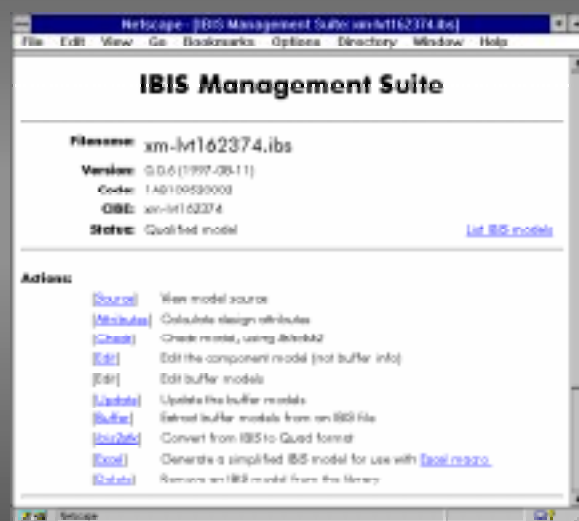 Netscape - [IBIS Management Suite: xm-lvt162374.ibs]
File Edit View Go Bookmarks Options Directory Window Help
IBIS Management Suite
Filename: xm-lvt162374.ibs
Version: 0.0.6 (1997-08-11)
Code:
CIBE: xm-lvt162374
Status: Qualified model List IBIS models
Actions:
[Source] View model source
[Attributes] Calculate design attributes
[Check] Check model, using
[Edit] Edit the component model (not buffer info)
[Edit] Edit buffer models
[Update] Update the buffer models
[Buffer] Extract buffer models from an IBIS file
Convert from IBIS to Quad format
[Excel] Generate a simplified IBIS model for use with Excel macro
[Delete] Remove an IBIS model from the library
Netscape